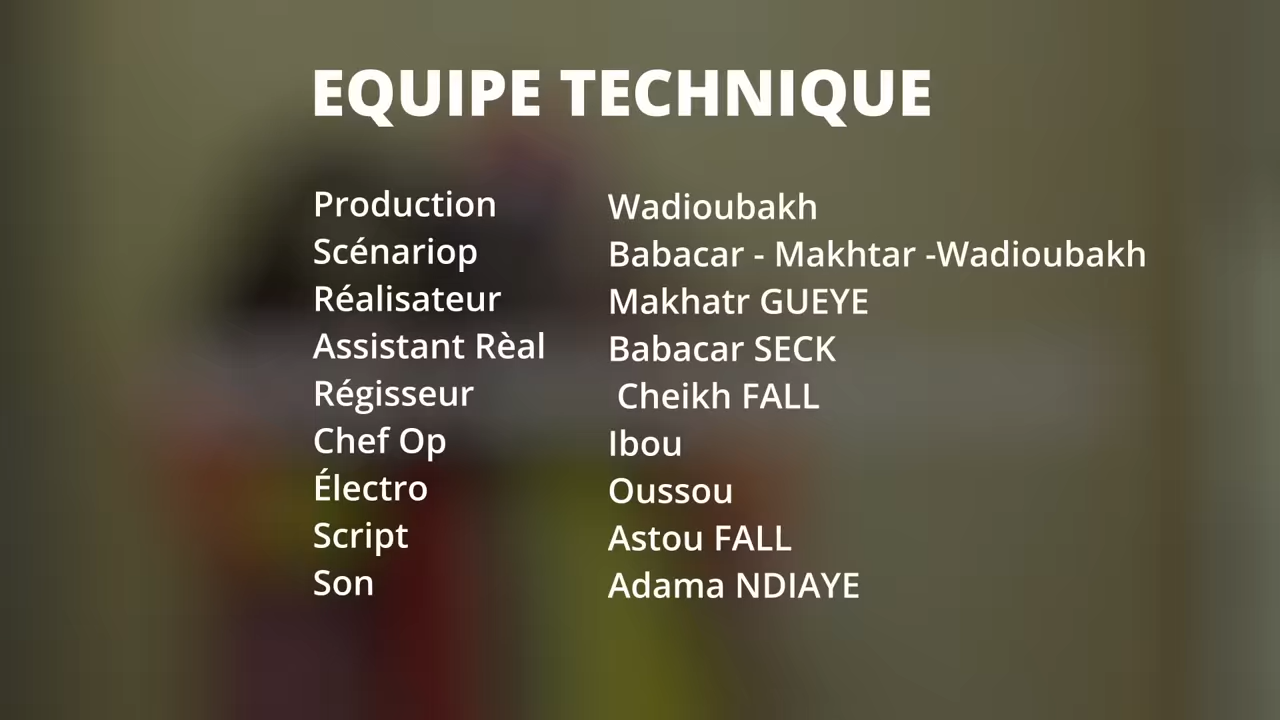 EQUIPE TECHNIQUE
Production Wadioubakh
Scénariop Babacar - Makhtar -Wadioubakh
Réalisateur Makhatr GUEYE
Assistant Rèal Babacar SECK
Régisseur Cheikh FALL
Chef Op Ibou
Électro Oussou
Script Astou FALL
Son Adama NDIAYE